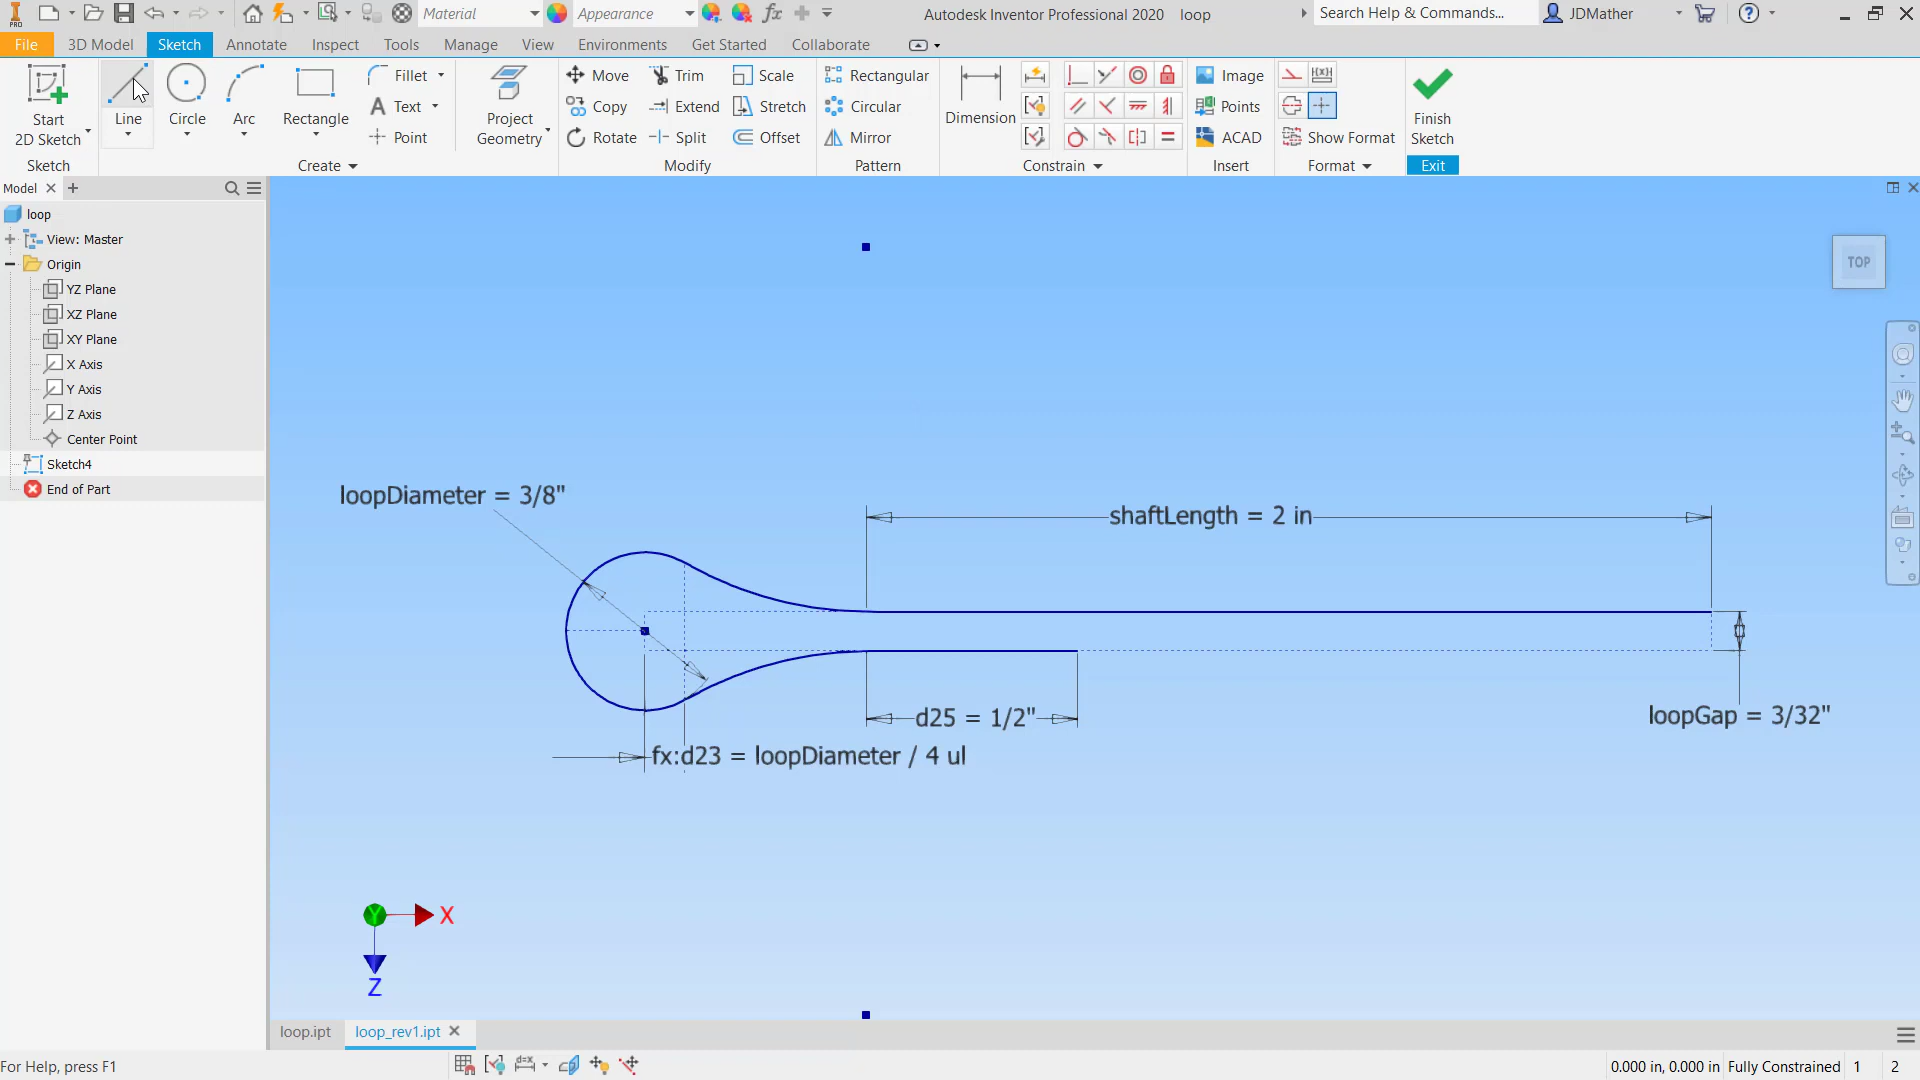 PRO
Material
Appearance
fx
Autodesk Inventor Professional 2020 loop
Search Help & Commands...
JDMather
File
3D Model
Sketch
Annotate
Inspect
Tools
Manage
View
Environments
Get Started
Collaborate
Start
2D Sketch
Line
Circle
Arc
Rectangle
Fillet
Text
Point
Project
Geometry
Move
Copy
Rotate
Trim
Extend
Split
Scale
Stretch
Offset
Rectangular
Circular
Mirror
Dimension
Image
Points
ACAD
Show Format
Finish
Sketch
Sketch
Create
Modify
Pattern
Constrain
Insert
Format
Exit
Model
loop
View: Master
Origin
YZ Plane
XZ Plane
XY Plane
X Axis
Y Axis
Z Axis
Center Point
Sketch4
End of Part
TOP
loopDiameter = 3/8"
shaftLength = 2 in
d25 = 1/2"
loopGap = 3/32"
fx:d23 = loopDiameter / 4 ul
Y
X
Z
loop.ipt
loop_rev1.ipt
For Help, press F1
0.000 in, 0.000 in
Fully Constrained
1
2